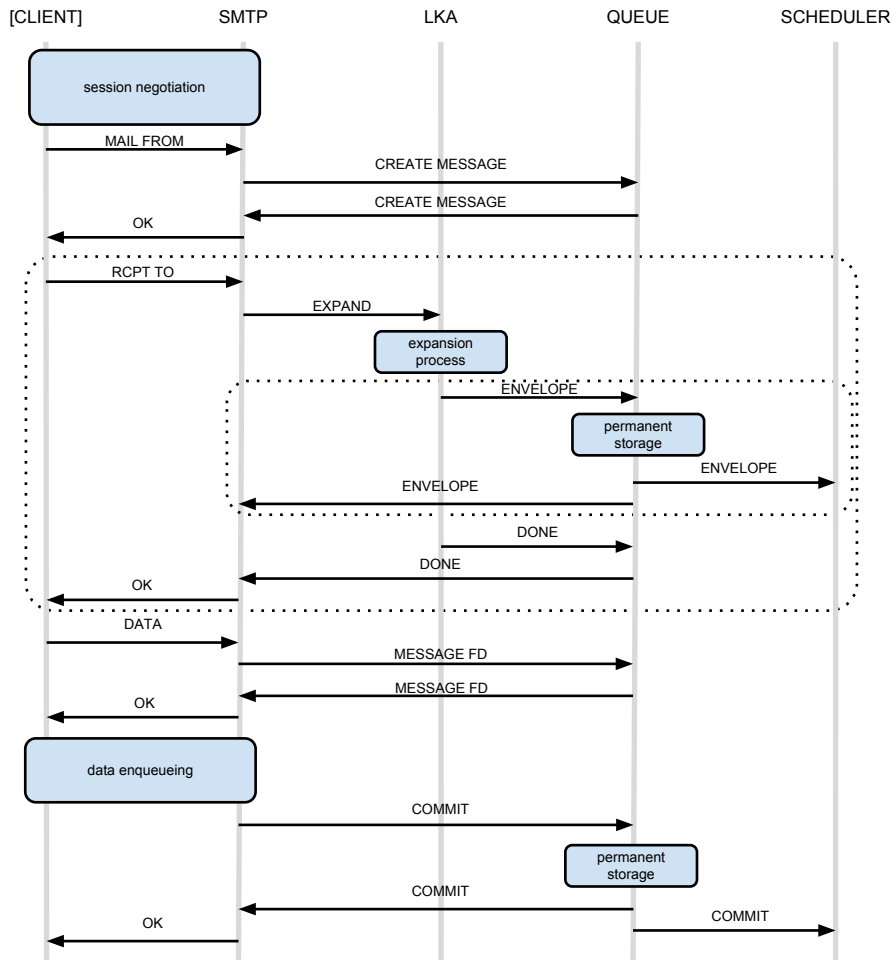 [CLIENT] SMTP LKA QUEUE SCHEDULER
session negotiation
MAIL FROM
CREATE MESSAGE
CREATE MESSAGE
OK
RCPT TO
EXPAND
expansion
process
ENVELOPE
permanent
storage
ENVELOPE
ENVELOPE
DONE
DONE
OK
DATA
MESSAGE FD
MESSAGE FD
OK
data enqueueing
COMMIT
permanent
storage
COMMIT
COMMIT
OK